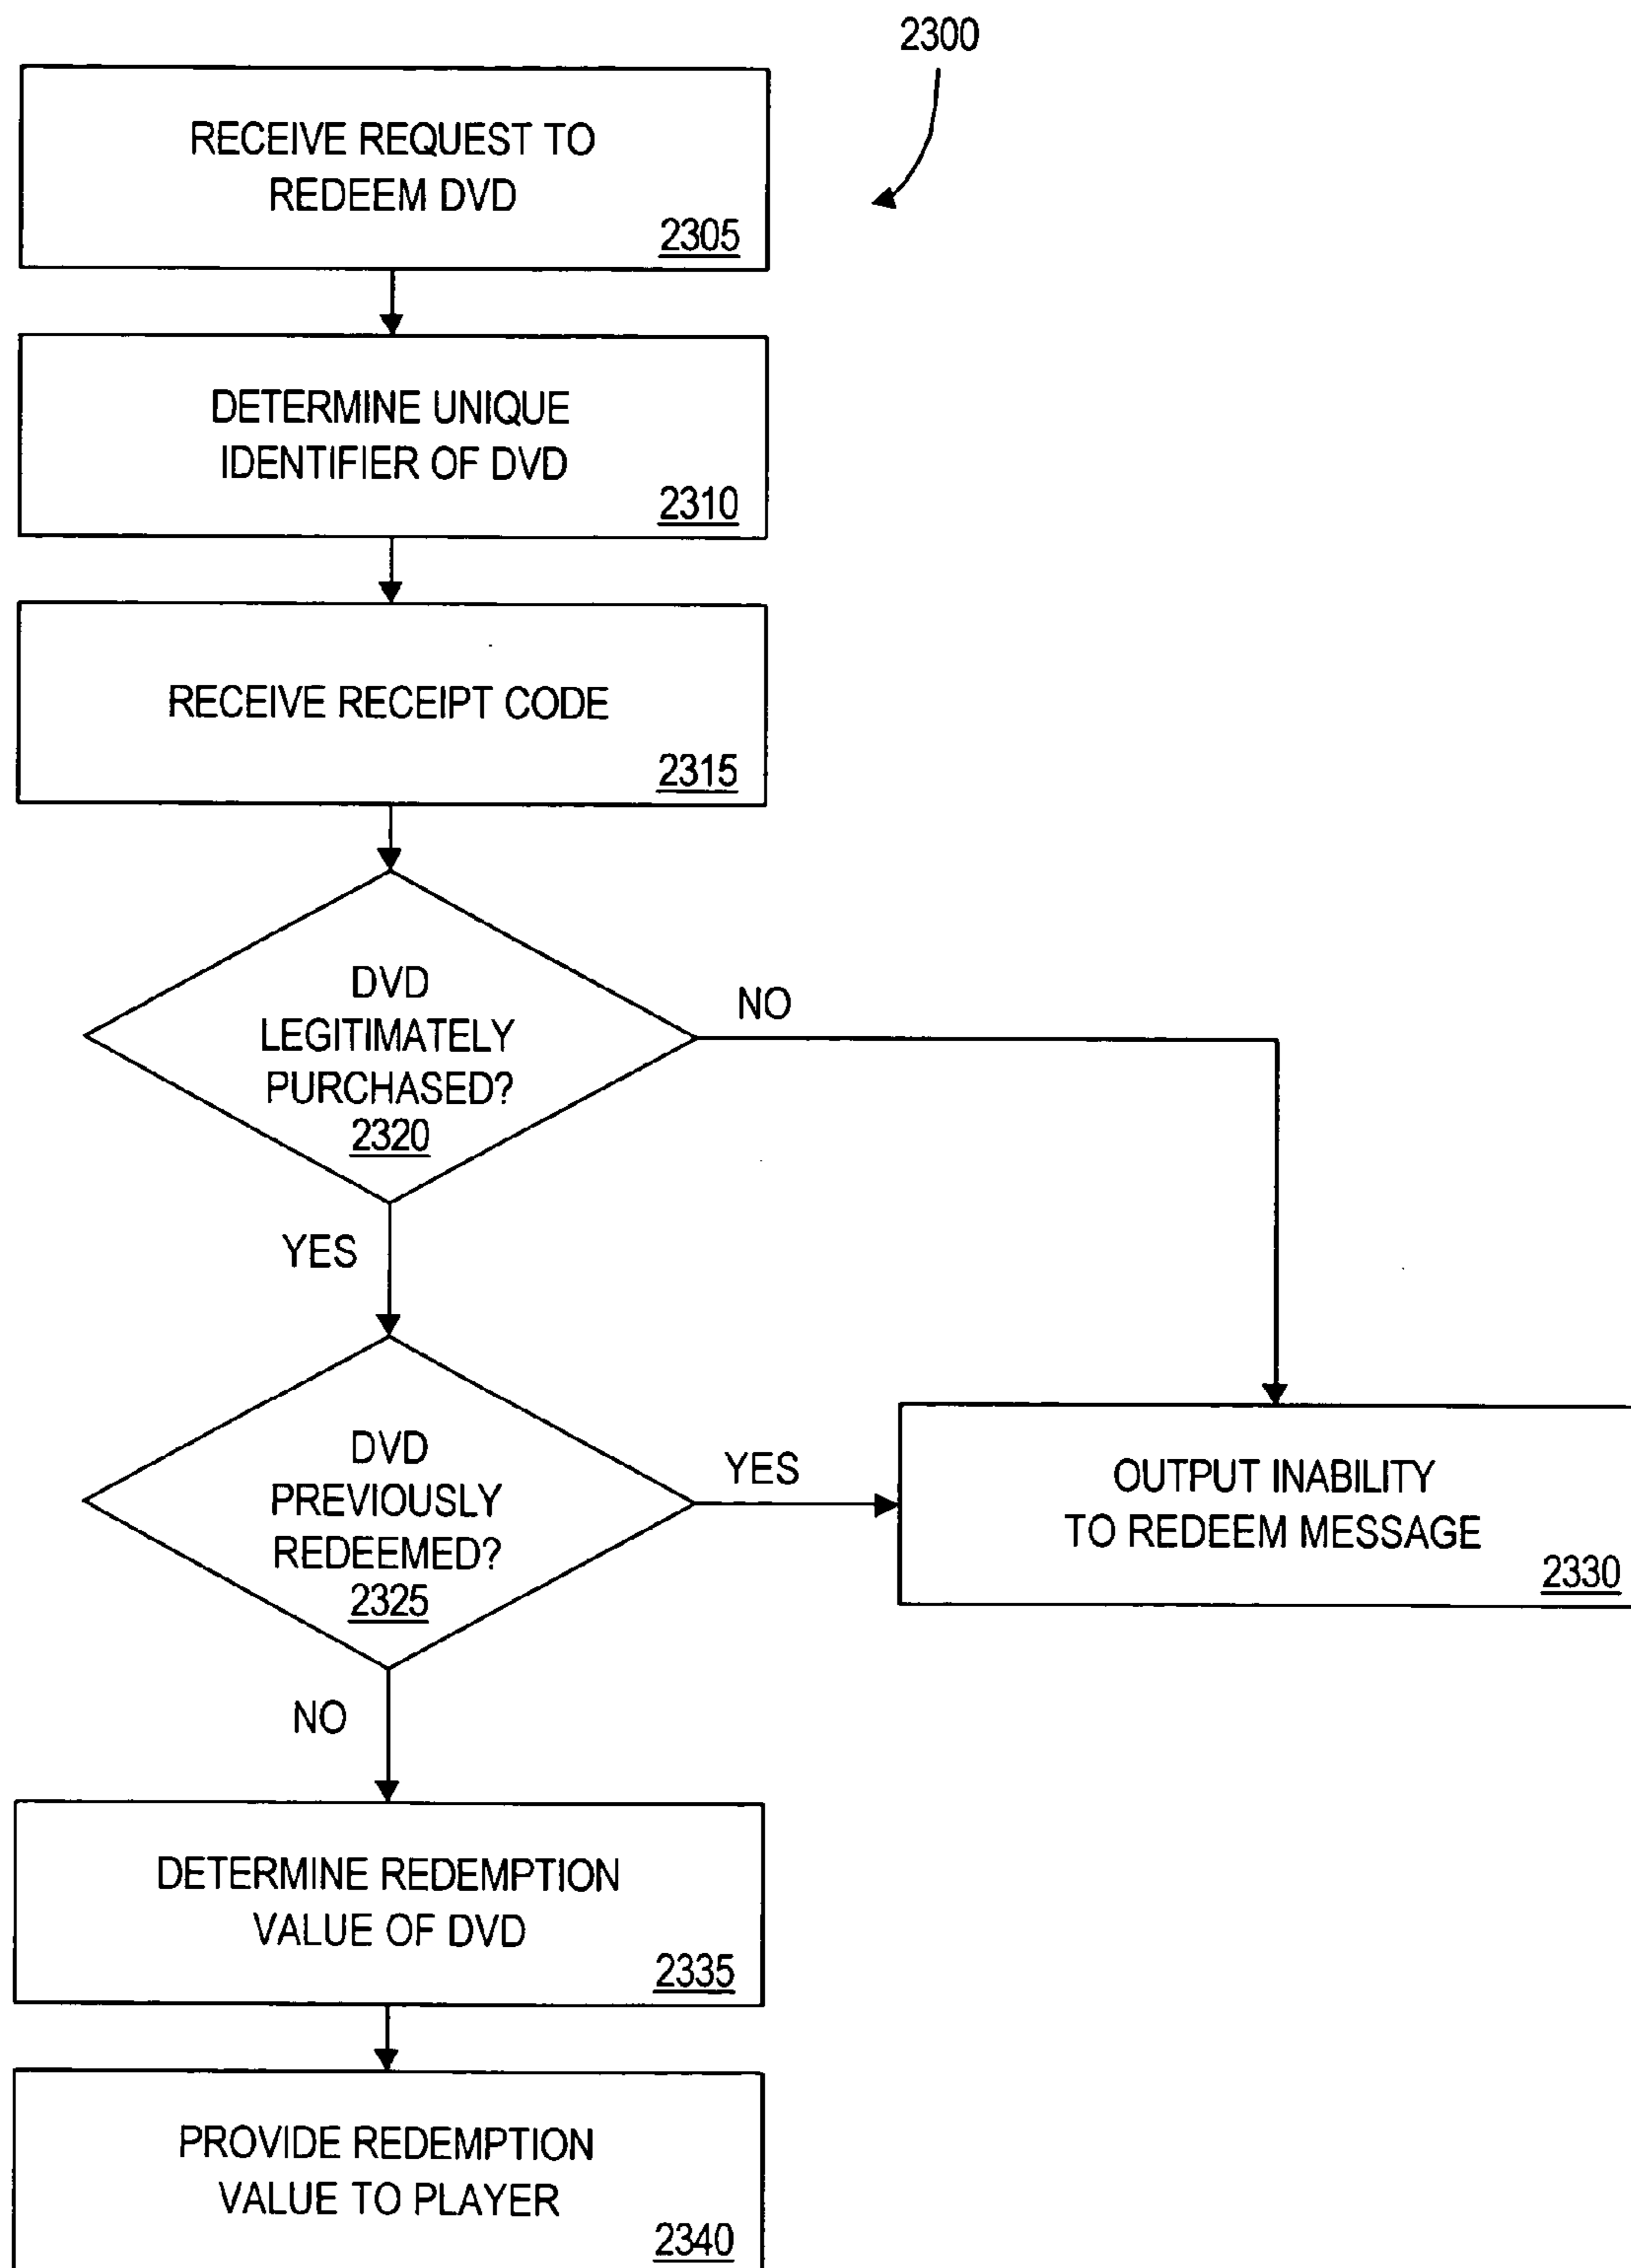 2300
RECEIVE REQUEST TO
REDEEM DVD
2305
DETERMINE UNIQUE
IDENTIFIER OF DVD
2310
RECEIVE RECEIPT CODE
2315
DVD
LEGITIMATELY
PURCHASED?
2320
NO
YES
DVD
PREVIOUSLY
REDEEMED?
2325
YES
OUTPUT INABILITY
TO REDEEM MESSAGE
2330
NO
DETERMINE REDEMPTION
VALUE OF DVD
2335
PROVIDE REDEMPTION
VALUE TO PLAYER
2340